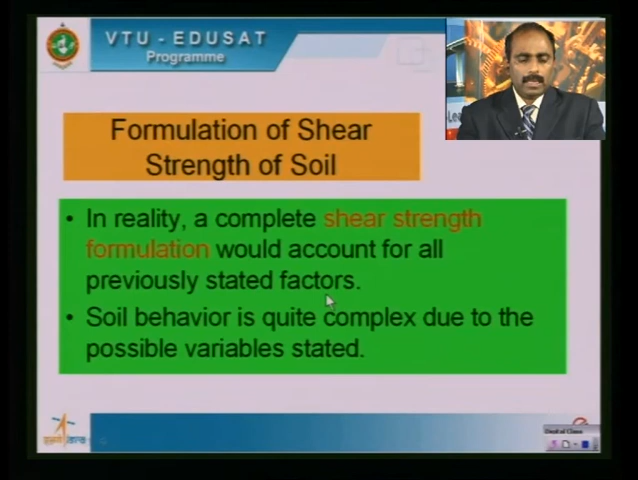 VTU - EDUSAT
Programme
Formulation of Shear
Strength of Soil
• In reality, a complete shear strength
formulation would account for all
previously stated factors.
• Soil behavior is quite complex due to the
possible variables stated.